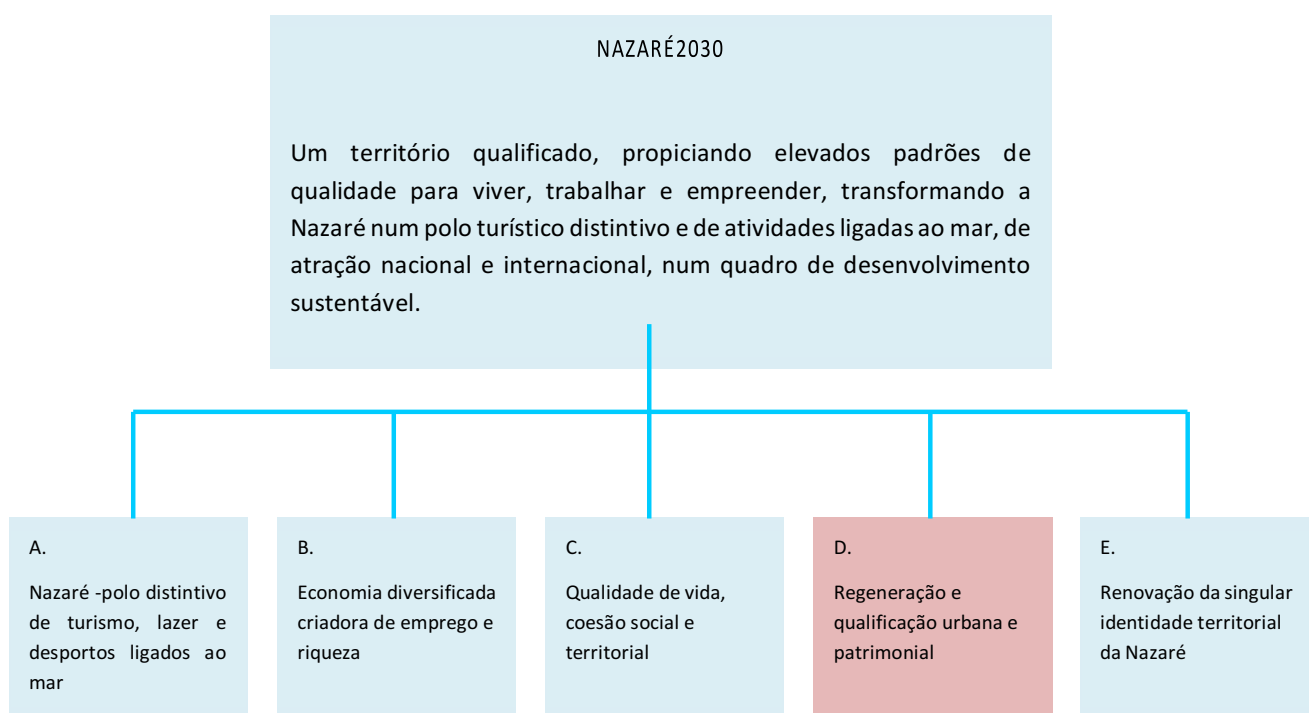 NAZARÉ2030
Um território qualificado, propiciando elevados padrões de
qualidade para viver, trabalhar e empreender, transformando a
Nazaré num polo turístico distintivo e de atividades ligadas ao mar, de
atração nacional e internacional, num quadro de desenvolvimento
sustentável.
A.
Nazaré -polo distintivo
de turismo, lazer e
desportos ligados ao
mar
B.
Economia diversificada
criadora de emprego e
riqueza
C.
Qualidade de vida,
coesão social e
territorial
D.
Regeneração e
qualificação urbana e
patrimonial
E.
Renovação da singular
identidade territorial
da Nazaré